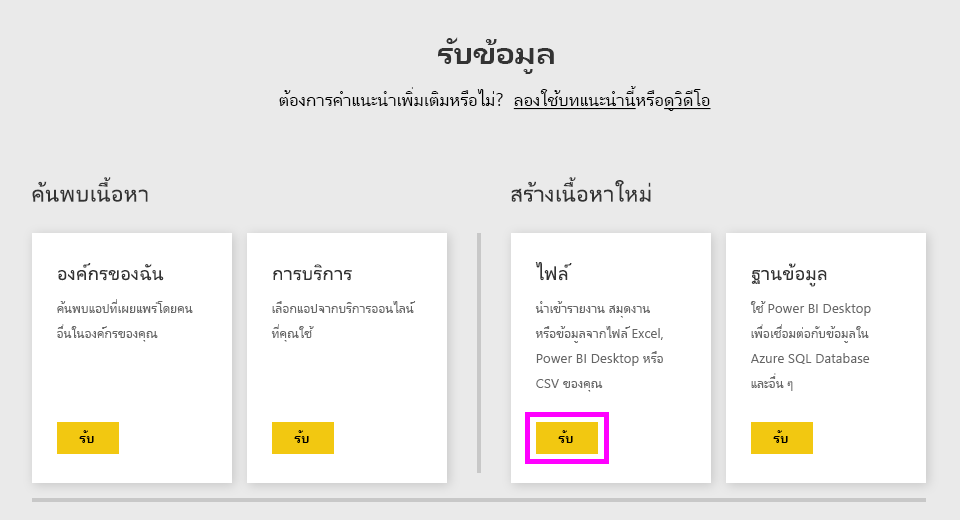 รับข้อมูล
ต้องการคำแนะนำเพิ่มเติมหรือไม่? ลองใช้บทแนะนำนี้หรือดูวิดีโอ
ค้นพบเนื้อหา
องค์กรของฉัน
ค้นพบแอปที่เผยแพร่โดยคน
อื่นในองค์กรของคุณ
รับ
การบริการ
เลือกแอปจากบริการออนไลน์
ที่คุณใช้
รับ
สร้างเนื้อหาใหม่
ไฟล์
นำเข้ารายงาน สมุดงาน
หรือข้อมูลจากไฟล์ Excel,
Power BI Desktop หรือ
CSV ของคุณ
รับ
ฐานข้อมูล
ใช้ Power BI Desktop
เพื่อเชื่อมต่อกับข้อมูลใน
Azure SQL Database
และอื่น ๆ
รับ